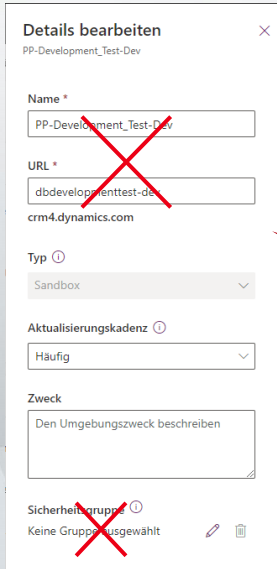 Details bearbeiten
PP-Development_Test-Dev
Name *
PP-Development_Test-Dev
URL *
dbdevelopmenttest-dev
crm4.dynamics.com
Typ
Sandbox
Aktualisierungskadenz
Häufig
Zweck
Den Umgebungszweck beschreiben
Sicherheitsgruppe
Keine Gruppe ausgewählt